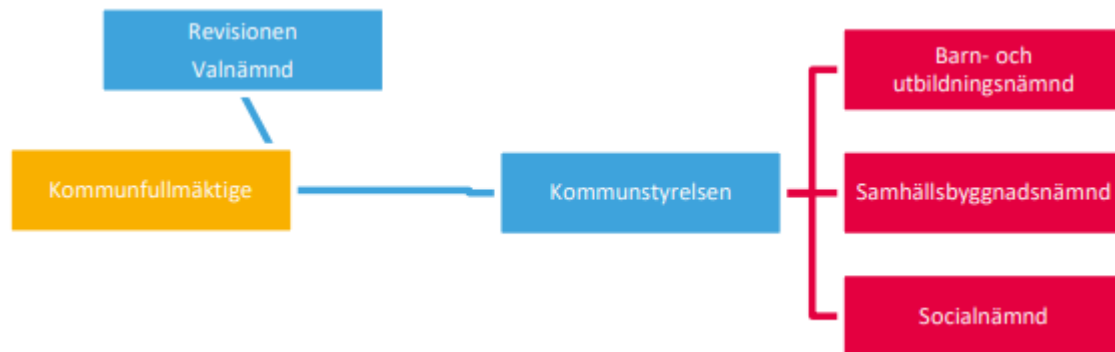 Revisionen
Valnämnd
Kommunfullmäktige
Kommunstyrelsen
Barn- och
utbildningsnämnd
Samhällsbyggnadsnämnd
Socialnämnd